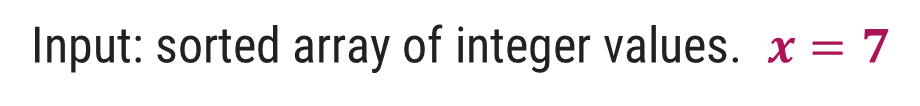 Input: sorted array of integer values. x = 7